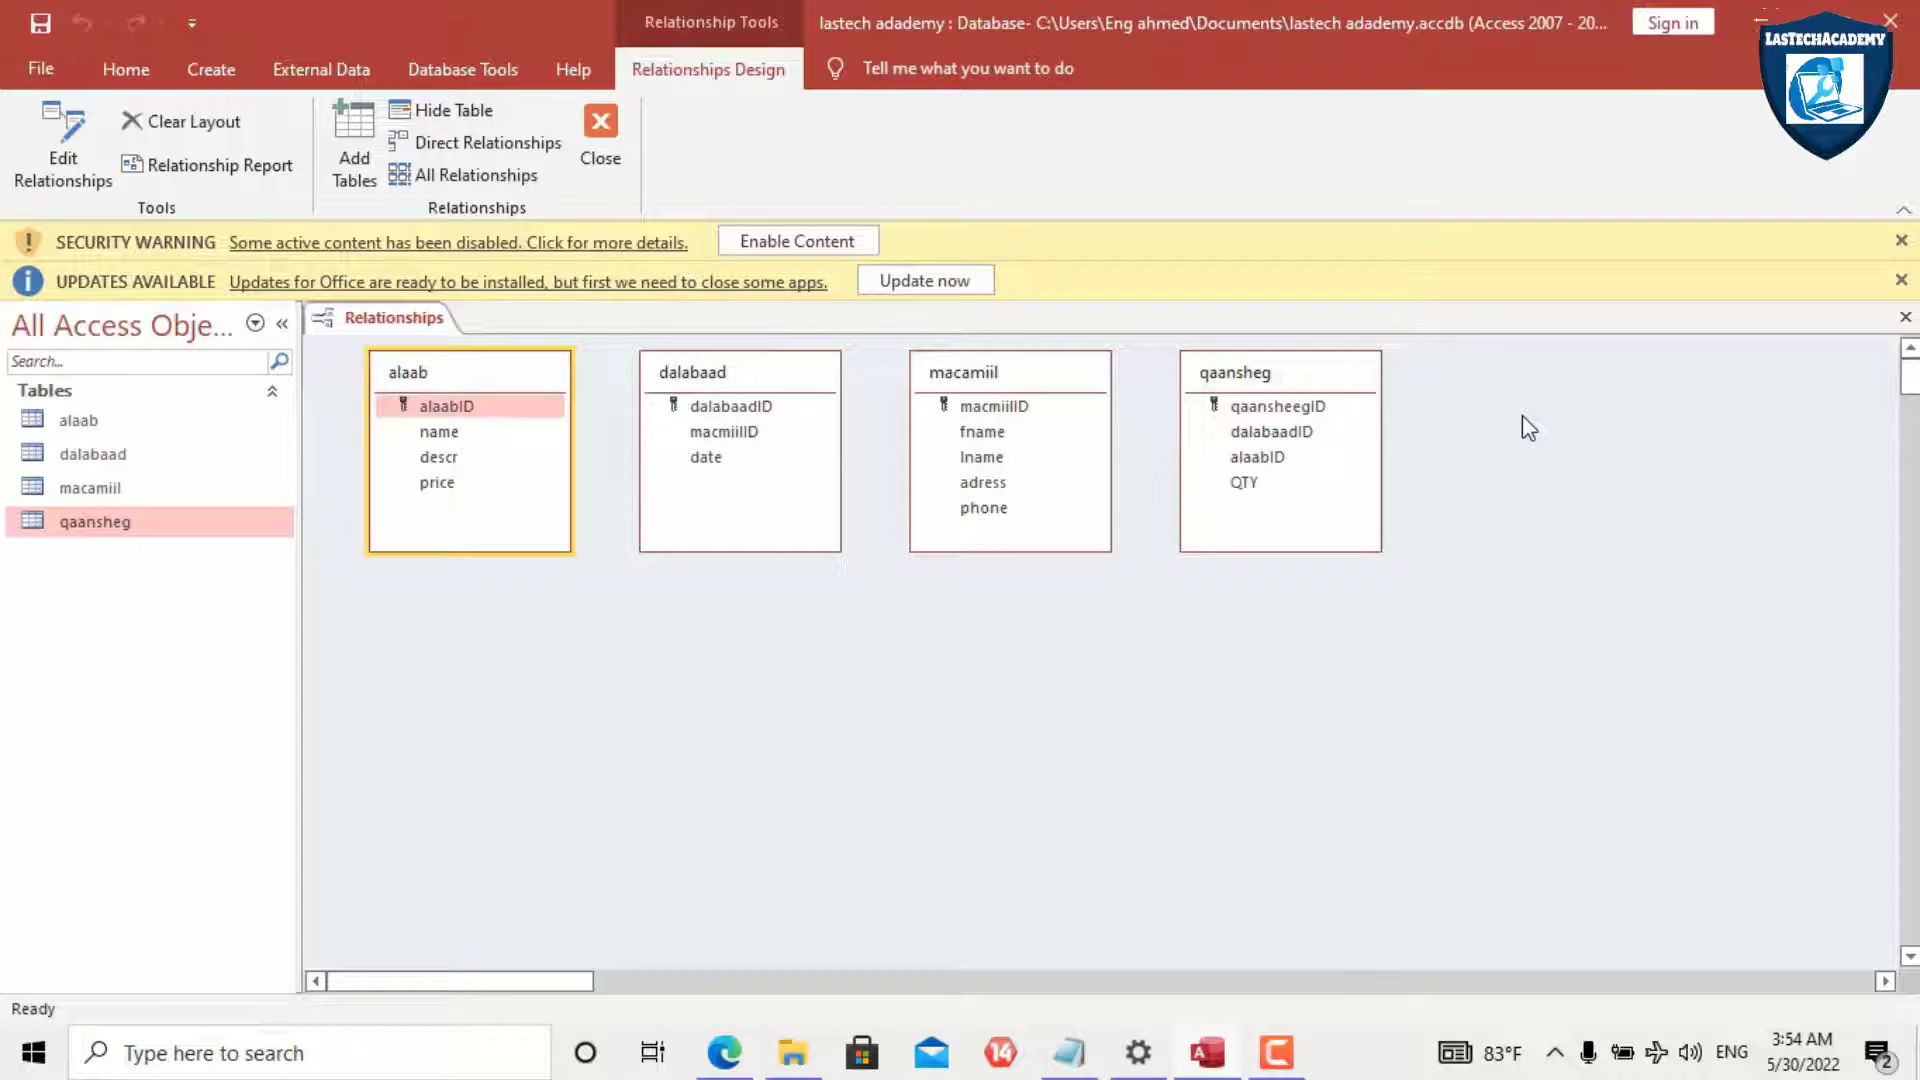 Relationship Tools
lastech adademy : Database- C:\Users\Eng ahmed\Documents\lastech adademy.accdb (Access 2007 - 20...
Sign in
File
Home
Create
External Data
Database Tools
Help
Relationships Design
Tell me what you want to do
LASTECHACADEMY
Edit
Relationships
Clear Layout
Relationship Report
Tools
Add
Tables
Hide Table
Direct Relationships
All Relationships
Close
Relationships
SECURITY WARNING Some active content has been disabled. Click for more details. Enable Content
UPDATES AVAILABLE Updates for Office are ready to be installed, but first we need to close some apps. Update now
All Access Obje...
Search...
Tables
alaab
dalabaad
macamiil
qaansheg
Relationships
alaab
alaabID
name
descr
price
dalabaad
dalabaadID
macmiilID
date
macamiil
macmiilID
fname
lname
adress
phone
qaansheg
qaansheegID
dalabaadID
alaabID
QTY
Ready
Type here to search
14
83°F
ENG
3:54 AM
5/30/2022
2